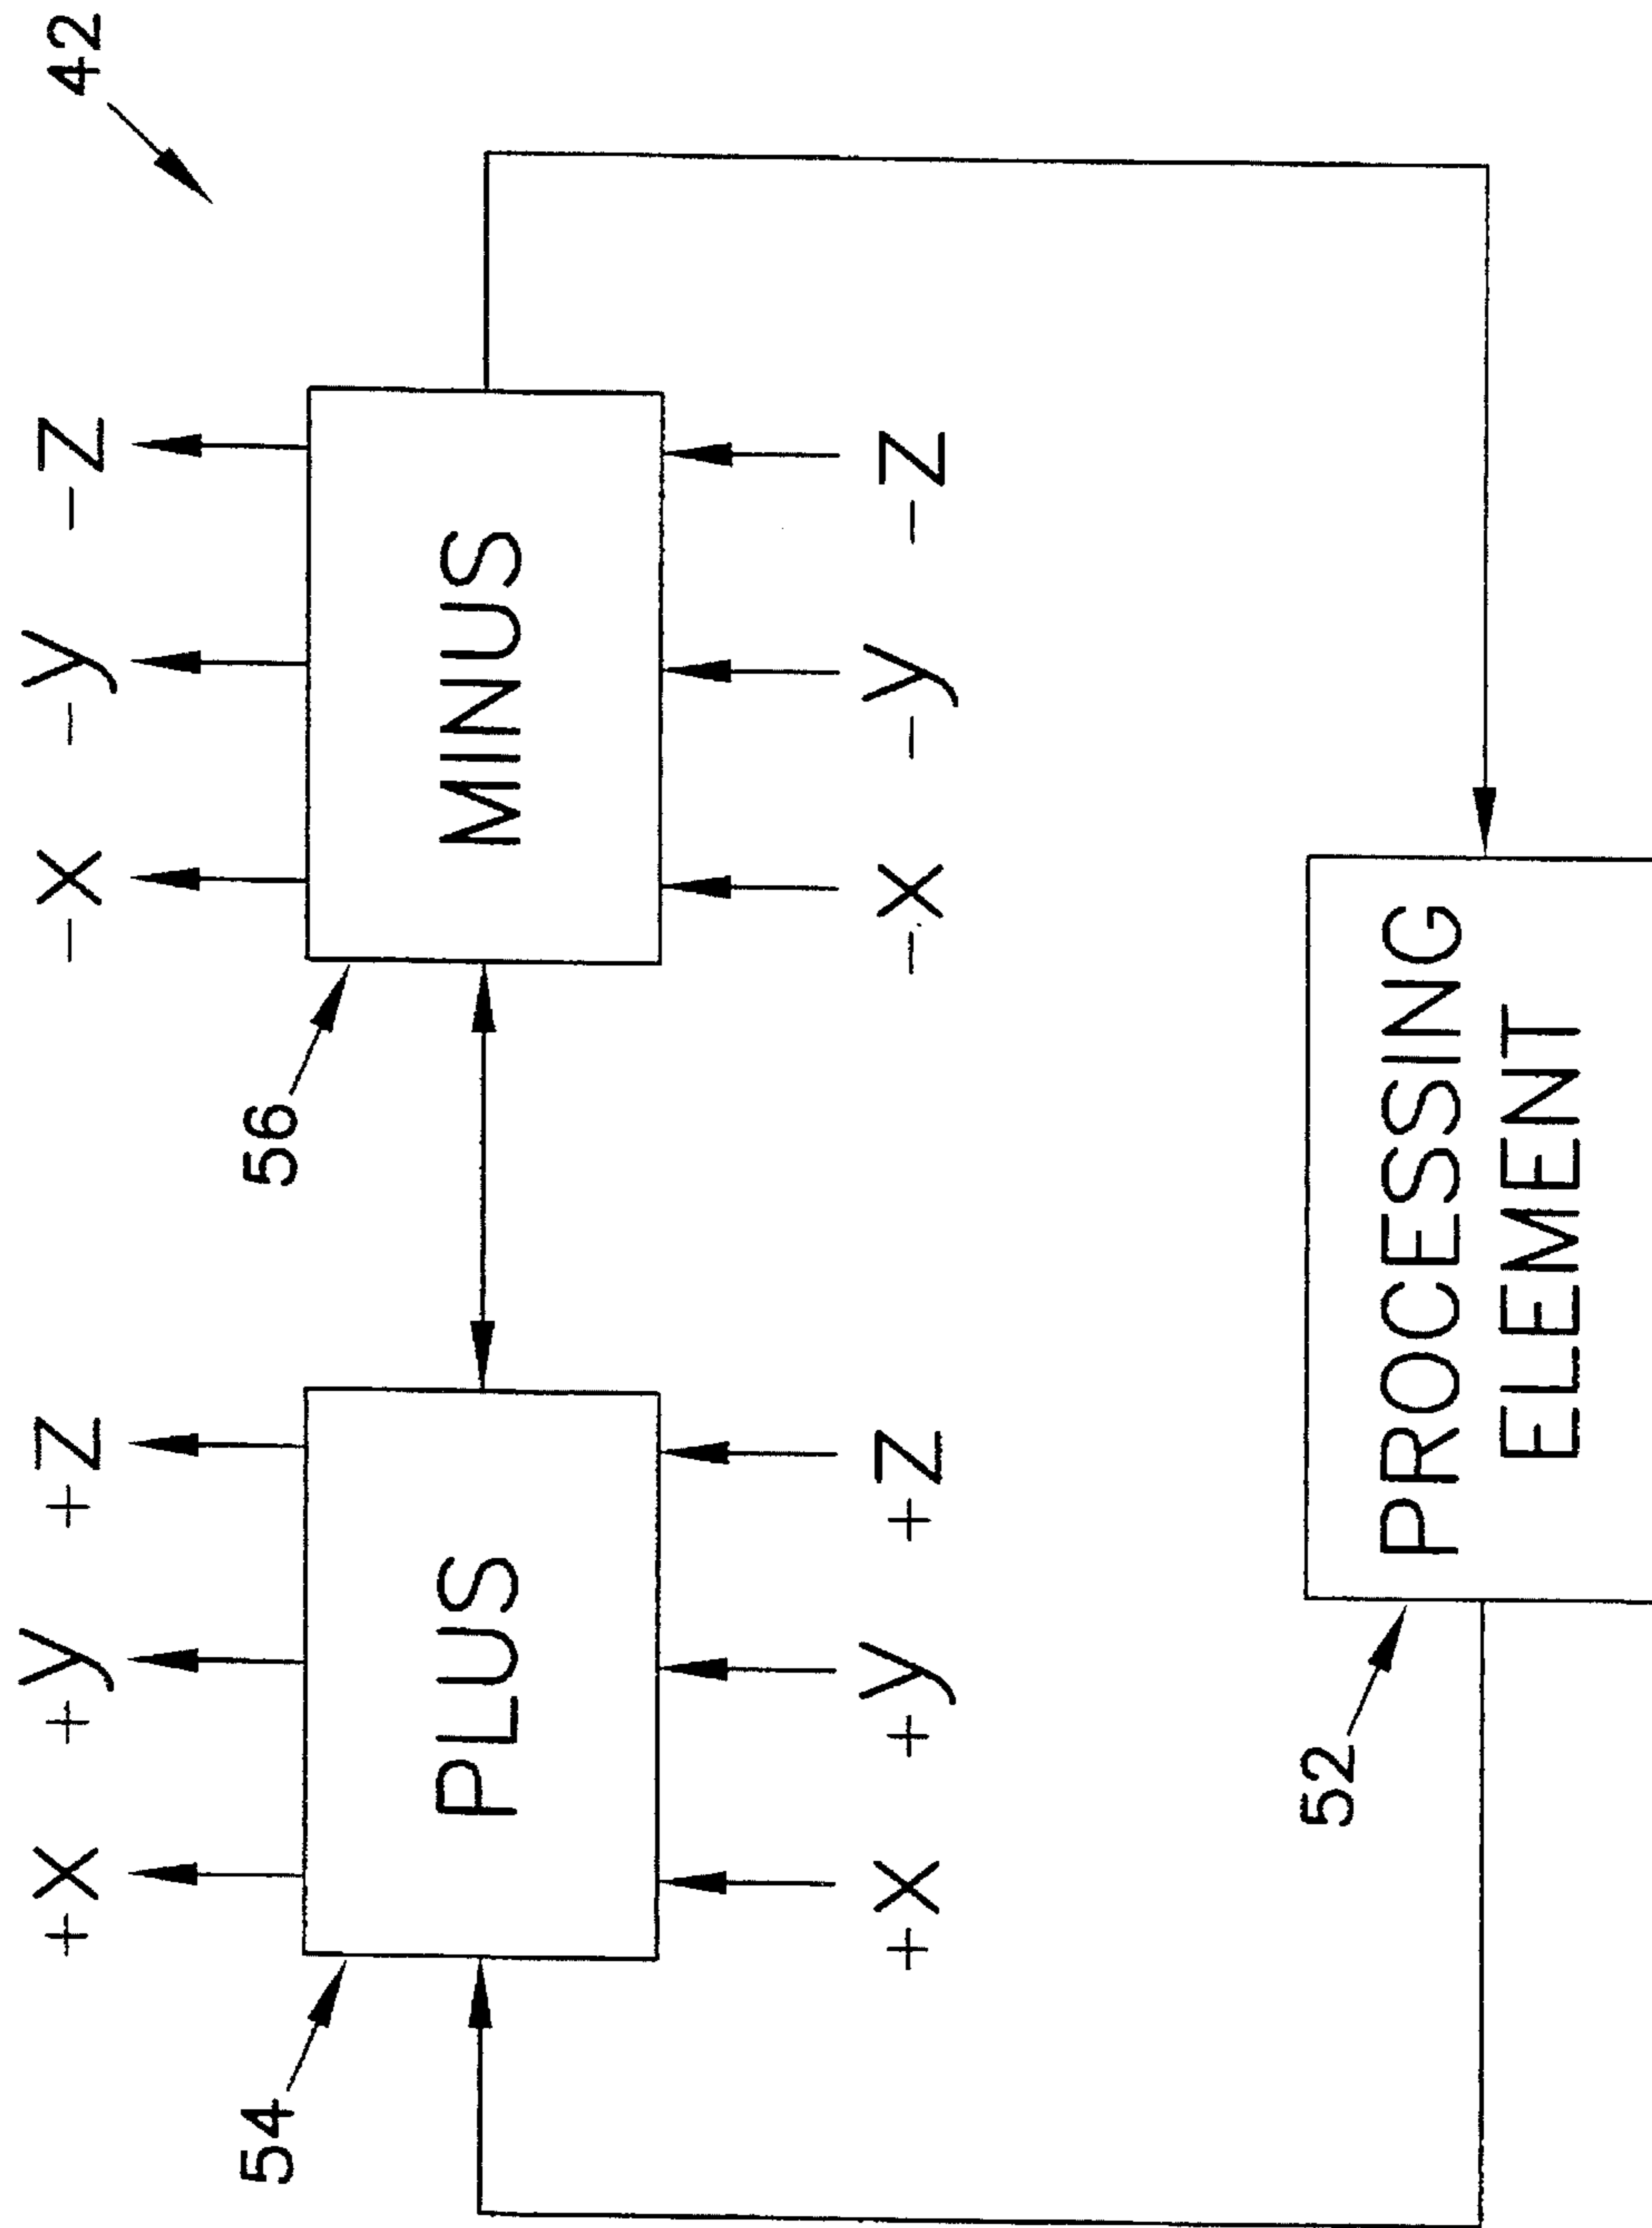 42
+X +Y +Z -X -Y -Z
54 56
PLUS MINUS
+X +Y +Z -X -Y -Z
52
PROCESSING
ELEMENT